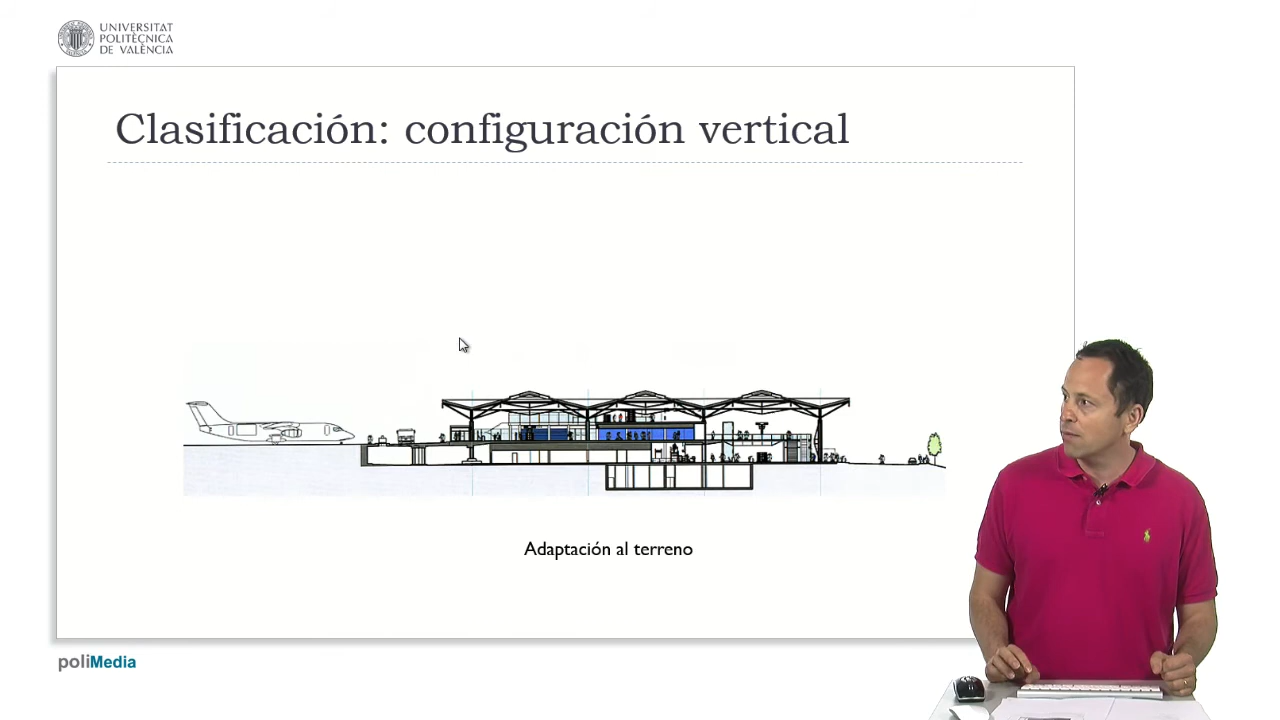 UNIVERSITAT
POLITÈCNICA
DE VALÈNCIA
Clasificación: configuración vertical
Adaptación al terreno
poliMedia